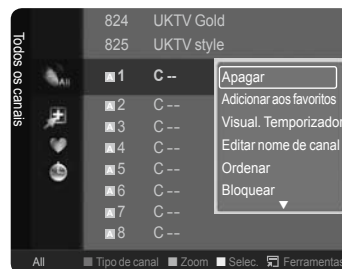 824 UKTV Gold
825 UKTV style
Todos os canais
All
A 1 C --
A 2 C --
A 3 C --
A 4 C --
A 5 C --
A 6 C --
A 7 C --
A 8 C --
Apagar
Adicionar aos favoritos
Visual. Temporizador
Editar nome de canal
Ordenar
Bloquear
All Tipo de canal Zoom Selec. Ferramentas